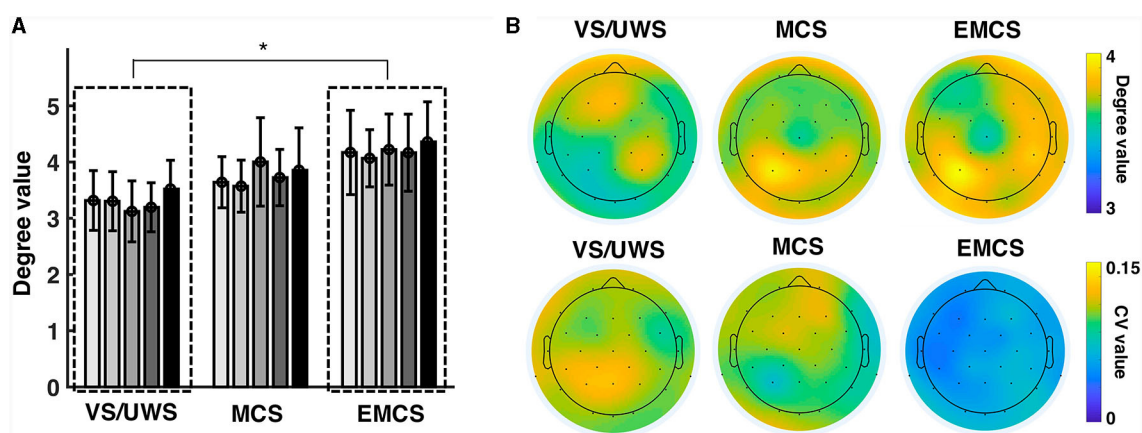 A
*
Degree value
5
4
3
2
1
0
VS/UWS
MCS
EMCS
B
VS/UWS
MCS
EMCS
4
Degree value
3
VS/UWS
MCS
EMCS
0.15
CV value
0